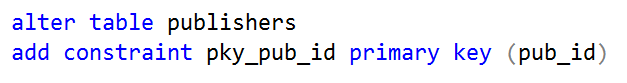 alter table publishers
add constraint pky_pub_id primary key (pub_id)